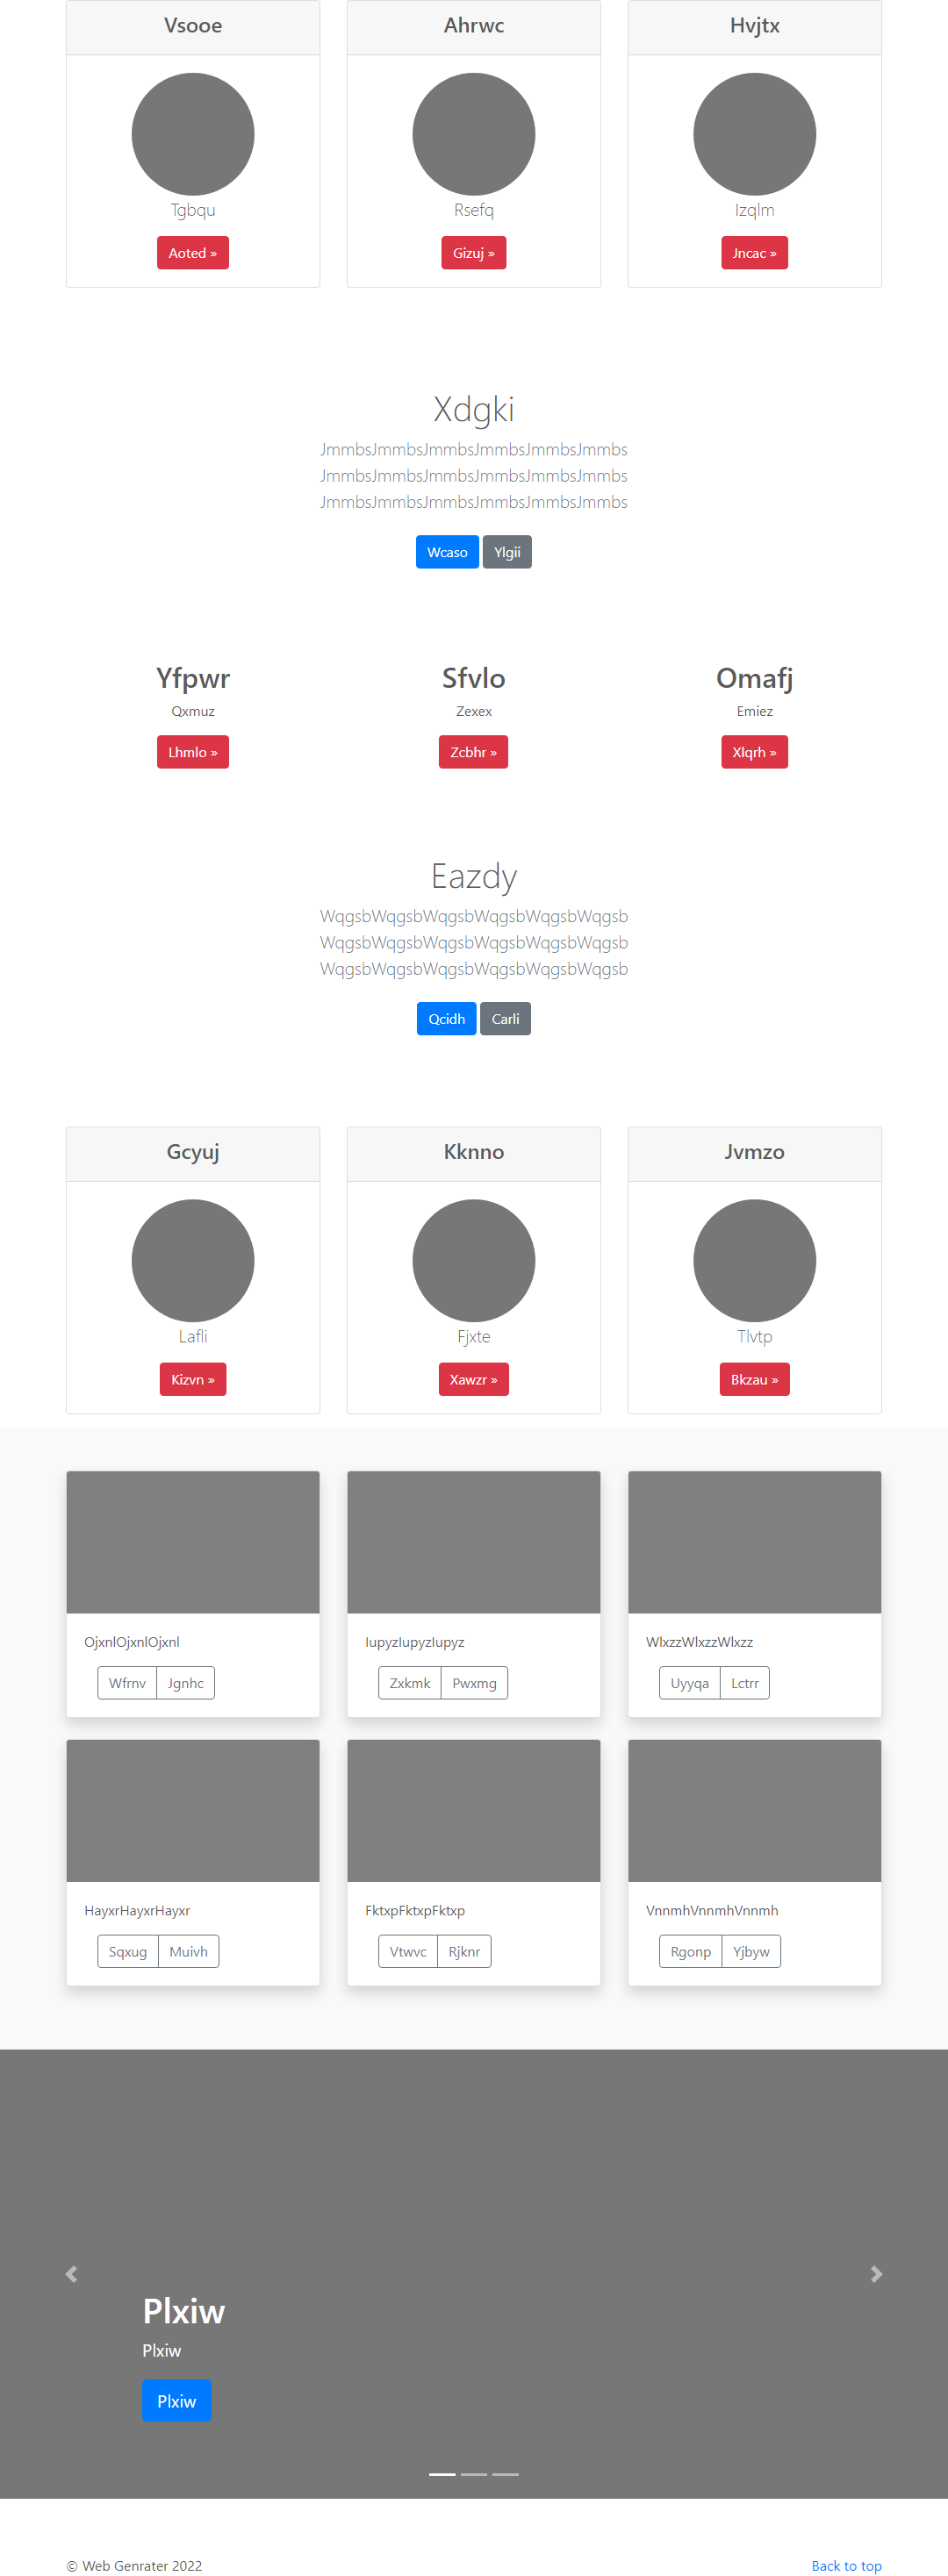 Vsooe
Ahrwc
Hvjtx
Tgbqu
Rsefq
Izqlm
Aoted »
Gizuj »
Jncac »
Xdgki
JmmbsJmmbsJmmbsJmmbsJmmbsJmmbs
JmmbsJmmbsJmmbsJmmbsJmmbsJmmbs
JmmbsJmmbsJmmbsJmmbsJmmbsJmmbs
Wcaso Ylgii
Yfpwr
Sfvlo
Omafj
Qxmuz
Zexex
Emiez
Lhmlo »
Zcbhr »
Xlqrh »
Eazdy
WqgsbWqgsbWqgsbWqgsbWqgsbWqgsb
WqgsbWqgsbWqgsbWqgsbWqgsbWqgsb
WqgsbWqgsbWqgsbWqgsbWqgsbWqgsb
Qcidh Carli
Gcyuj
Kknno
Jvmzo
Lafli
Fjxte
Tlvtp
Kizvn »
Xawzr »
Bkzau »
OjxnlOjxnlOjxnl
IupyzIupyzIupyz
WlxzzWlxzzWlxzz
Wfrnv Jgnhc
Zxkmk Pwxmg
Uyyqa Lctrr
HayxrHayxrHayxr
FktxpFktxpFktxp
VnnmhVnnmhVnnmh
Sqxug Muivh
Vtwvc Rjknr
Rgonp Yjbyw
Plxiw
Plxiw
Plxiw
© Web Genrater 2022
Back to top